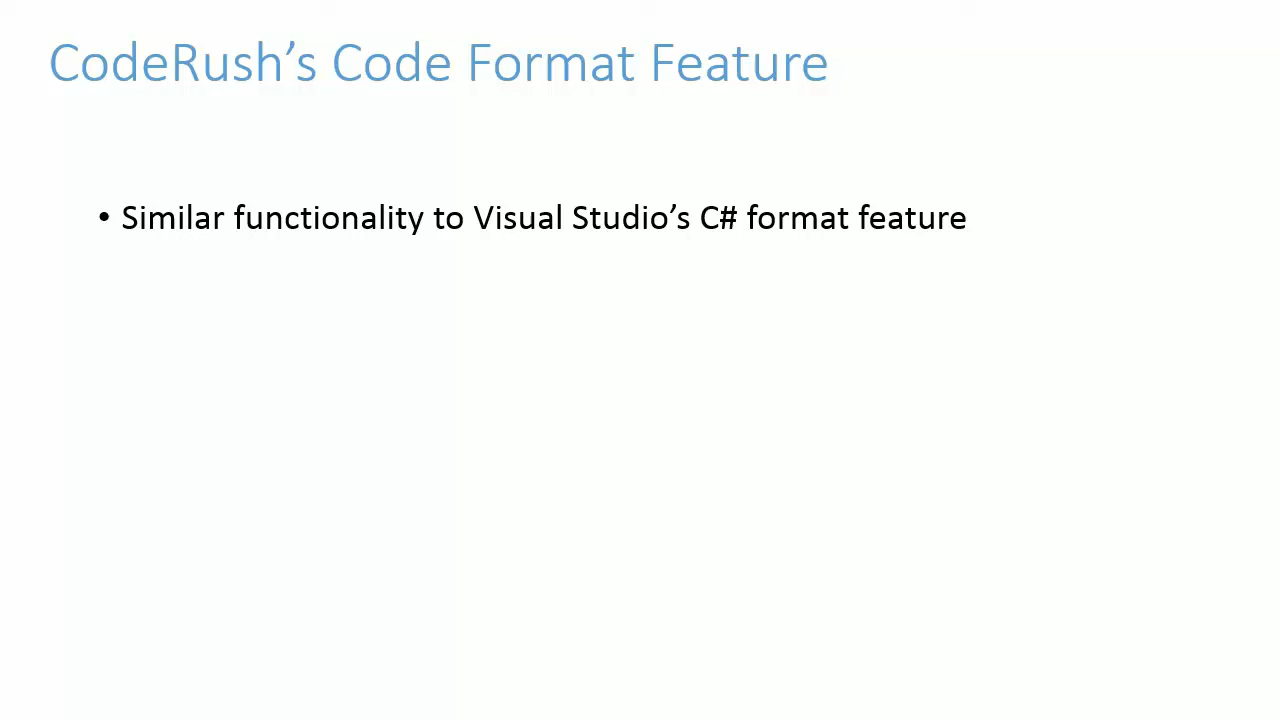 CodeRush’s Code Format Feature
• Similar functionality to Visual Studio’s C# format feature